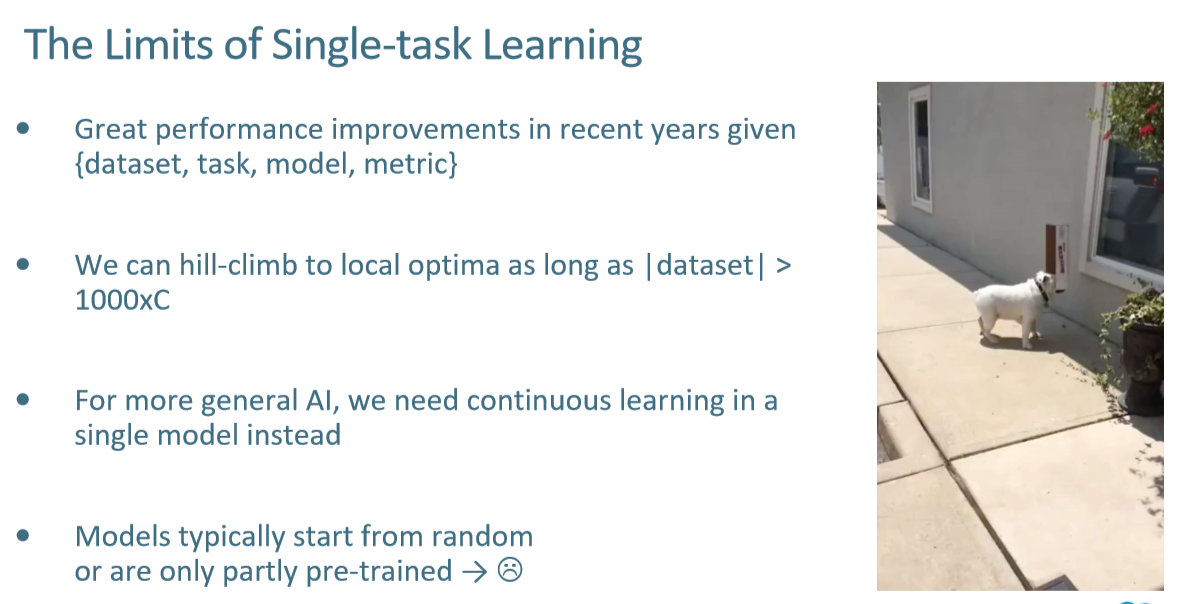 The Limits of Single-task Learning
• Great performance improvements in recent years given
{dataset, task, model, metric}
• We can hill-climb to local optima as long as |dataset| >
1000xC
• For more general AI, we need continuous learning in a
single model instead
• Models typically start from random
or are only partly pre-trained → ☹